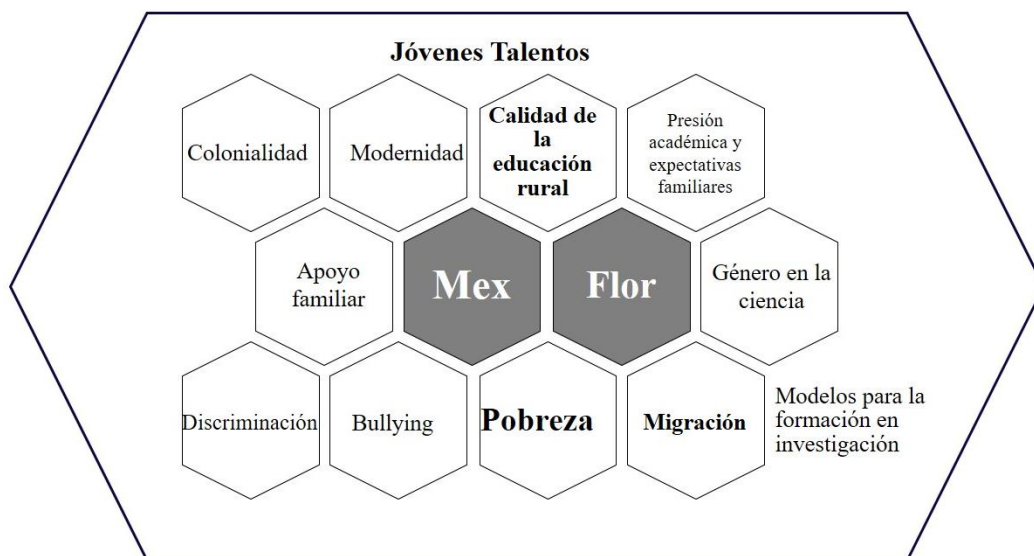 Jóvenes Talentos
Colonialidad
Modernidad
Calidad de
la
educación
rural
Presión
académica y
expectativas
familiares
Apoyo
familiar
Mex
Flor
Género en la
ciencia
Discriminación
Bullying
Pobreza
Migración
Modelos para la
formación en
investigación